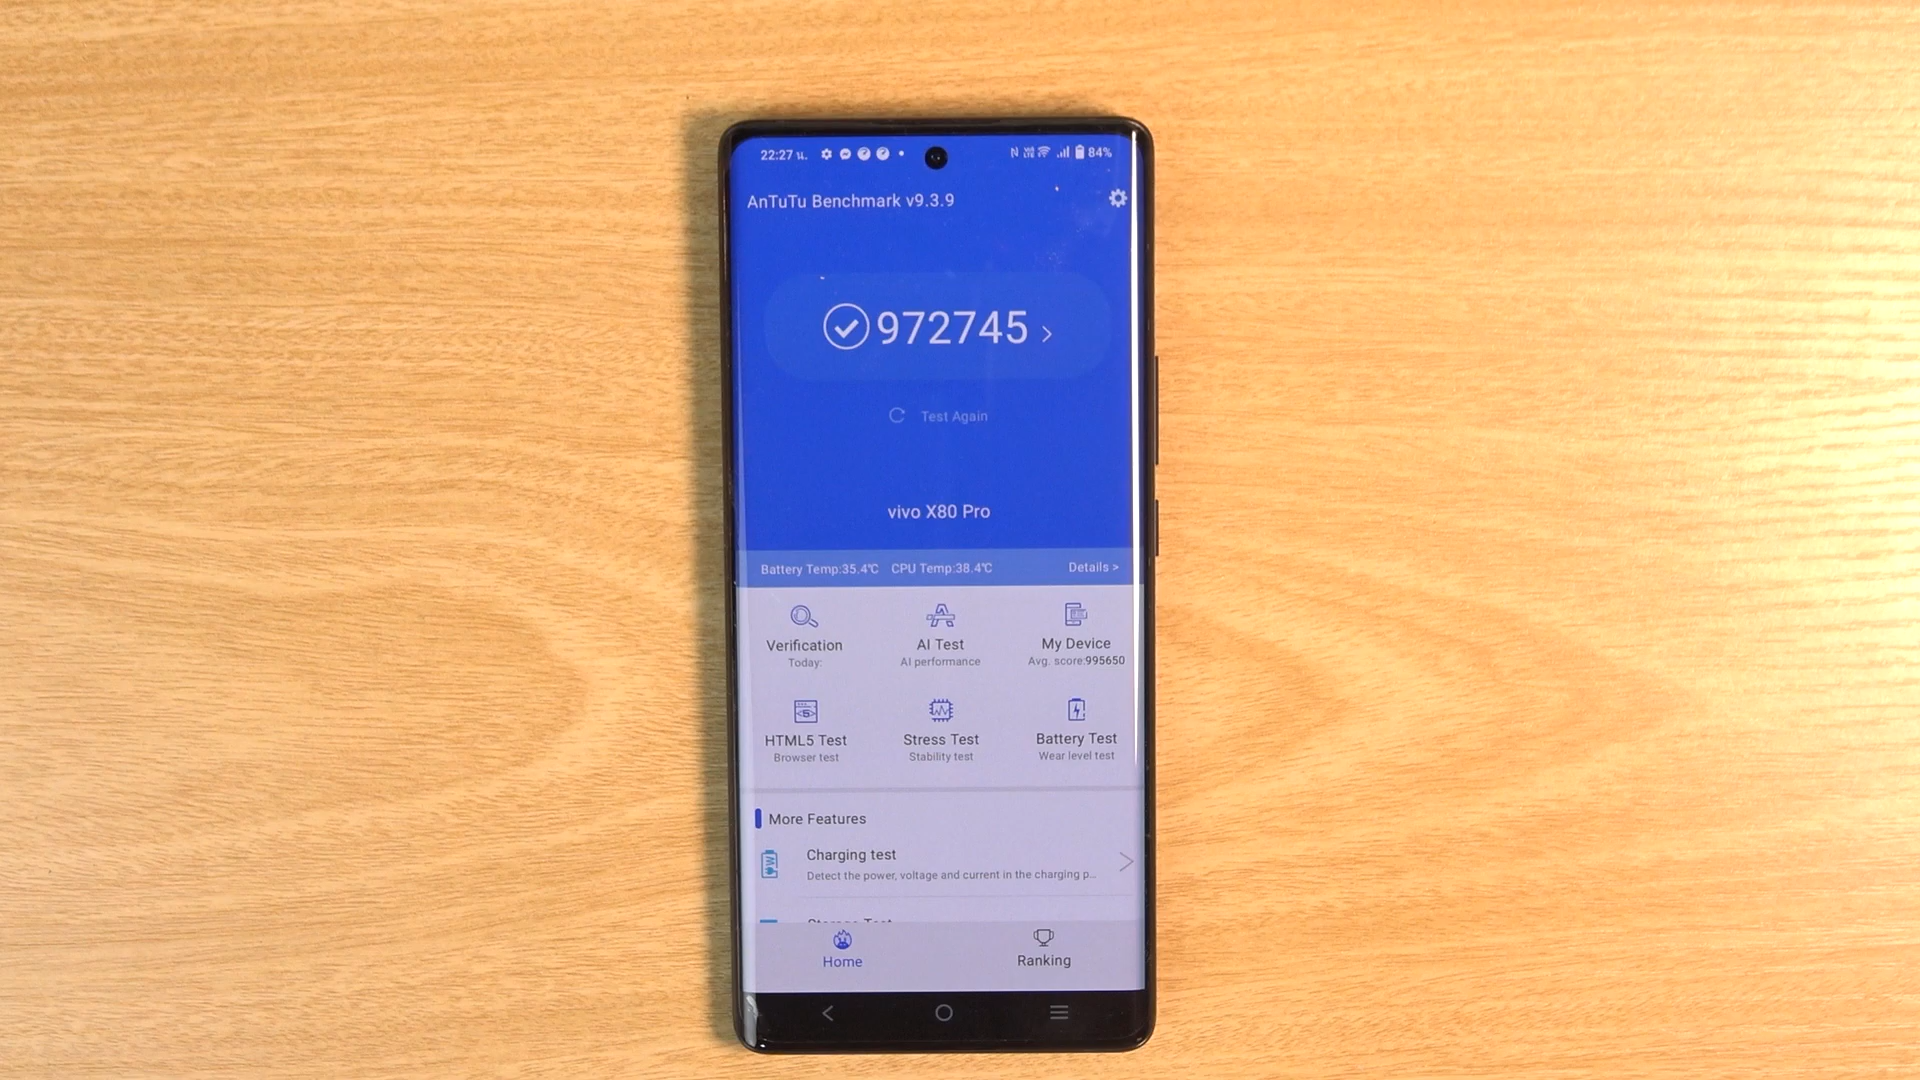 22:27 น.
84%
AnTuTu Benchmark v9.3.9
972745
Test Again
vivo X80 Pro
Battery Temp:35.4℃ CPU Temp:38.4℃ Details >
Verification AI Test My Device
Today: AI performance Avg. score:995650
HTML5 Test Stress Test Battery Test
Browser test Stability test Wear level test
More Features
Charging test
Detect the power, voltage and current in the charging p...
Storage Test
Home Ranking